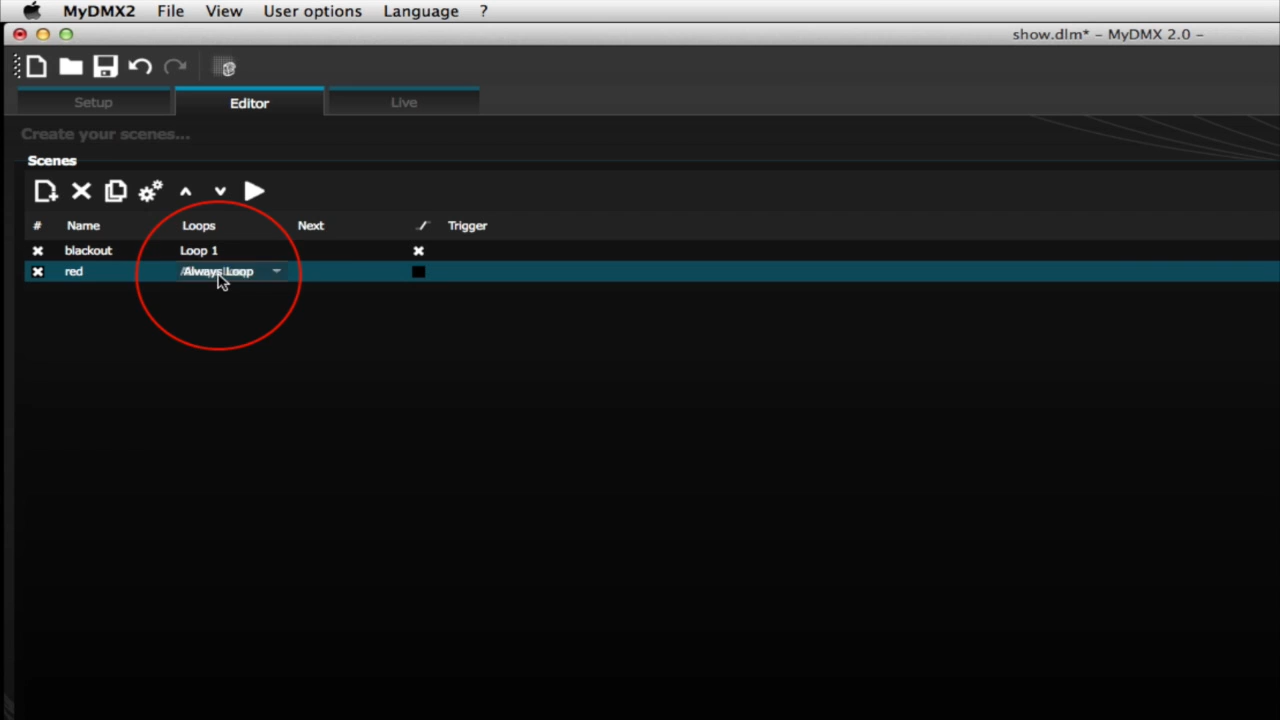 MyDMX2 File View User options Language ?
show.dlm* – MyDMX 2.0 –
Setup Editor Live
Create your scenes...
Scenes
# Name Loops Next Trigger
blackout Loop 1
red Always Loop